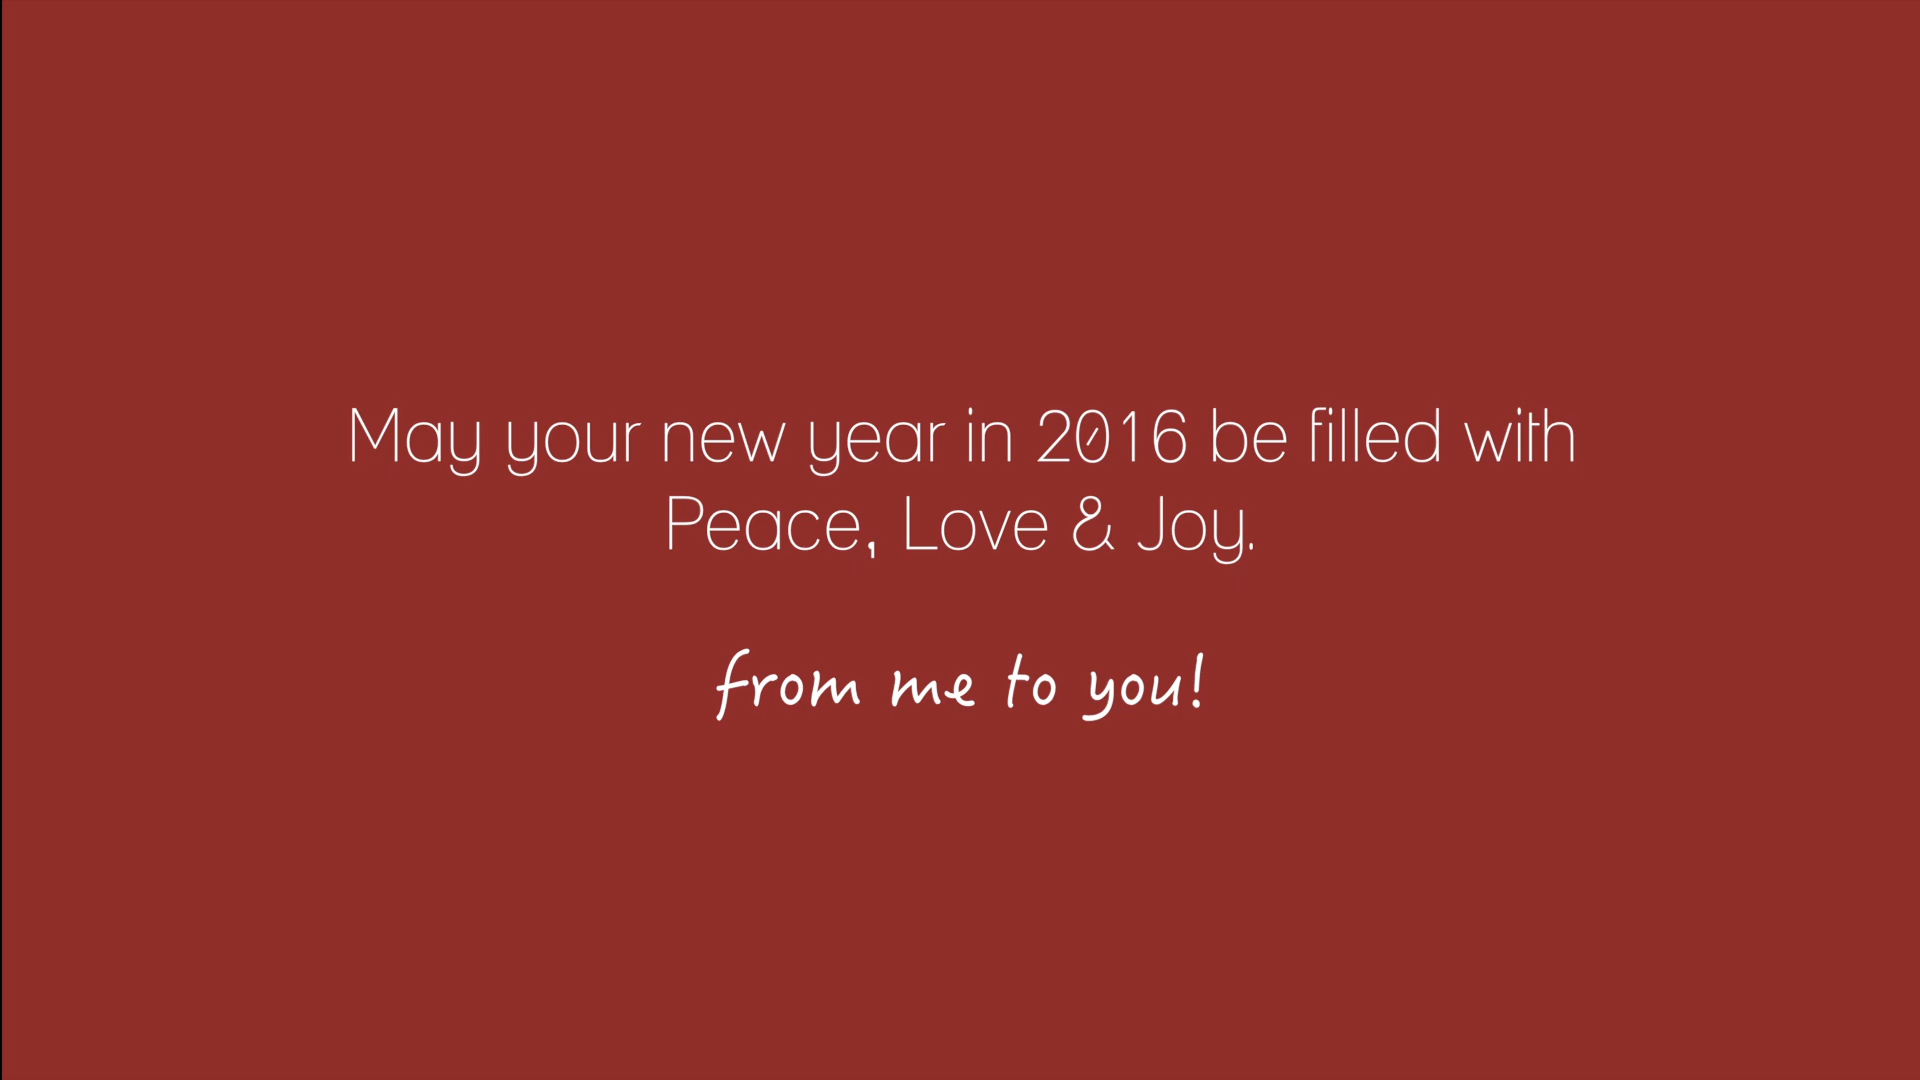 May your new year in 2016 be filled with
Peace, Love & Joy.
from me to you!